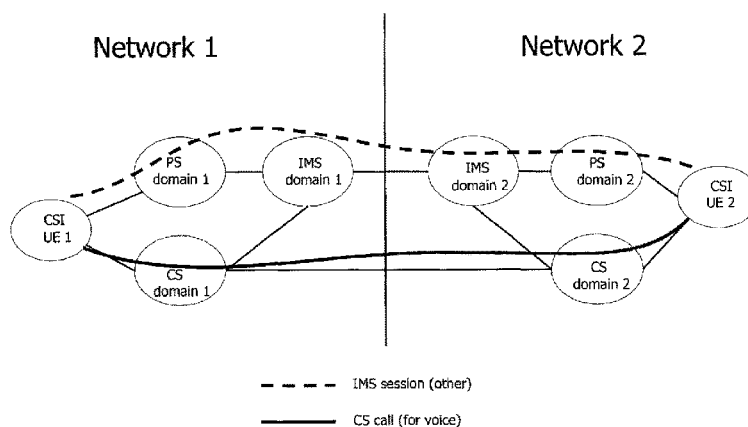 Network 1
Network 2
PS
domain 1
IMS
domain 1
IMS
domain 2
PS
domain 2
CSI
UE 1
CSI
UE 2
CS
domain 1
CS
domain 2
IMS session (other)
CS call (for voice)